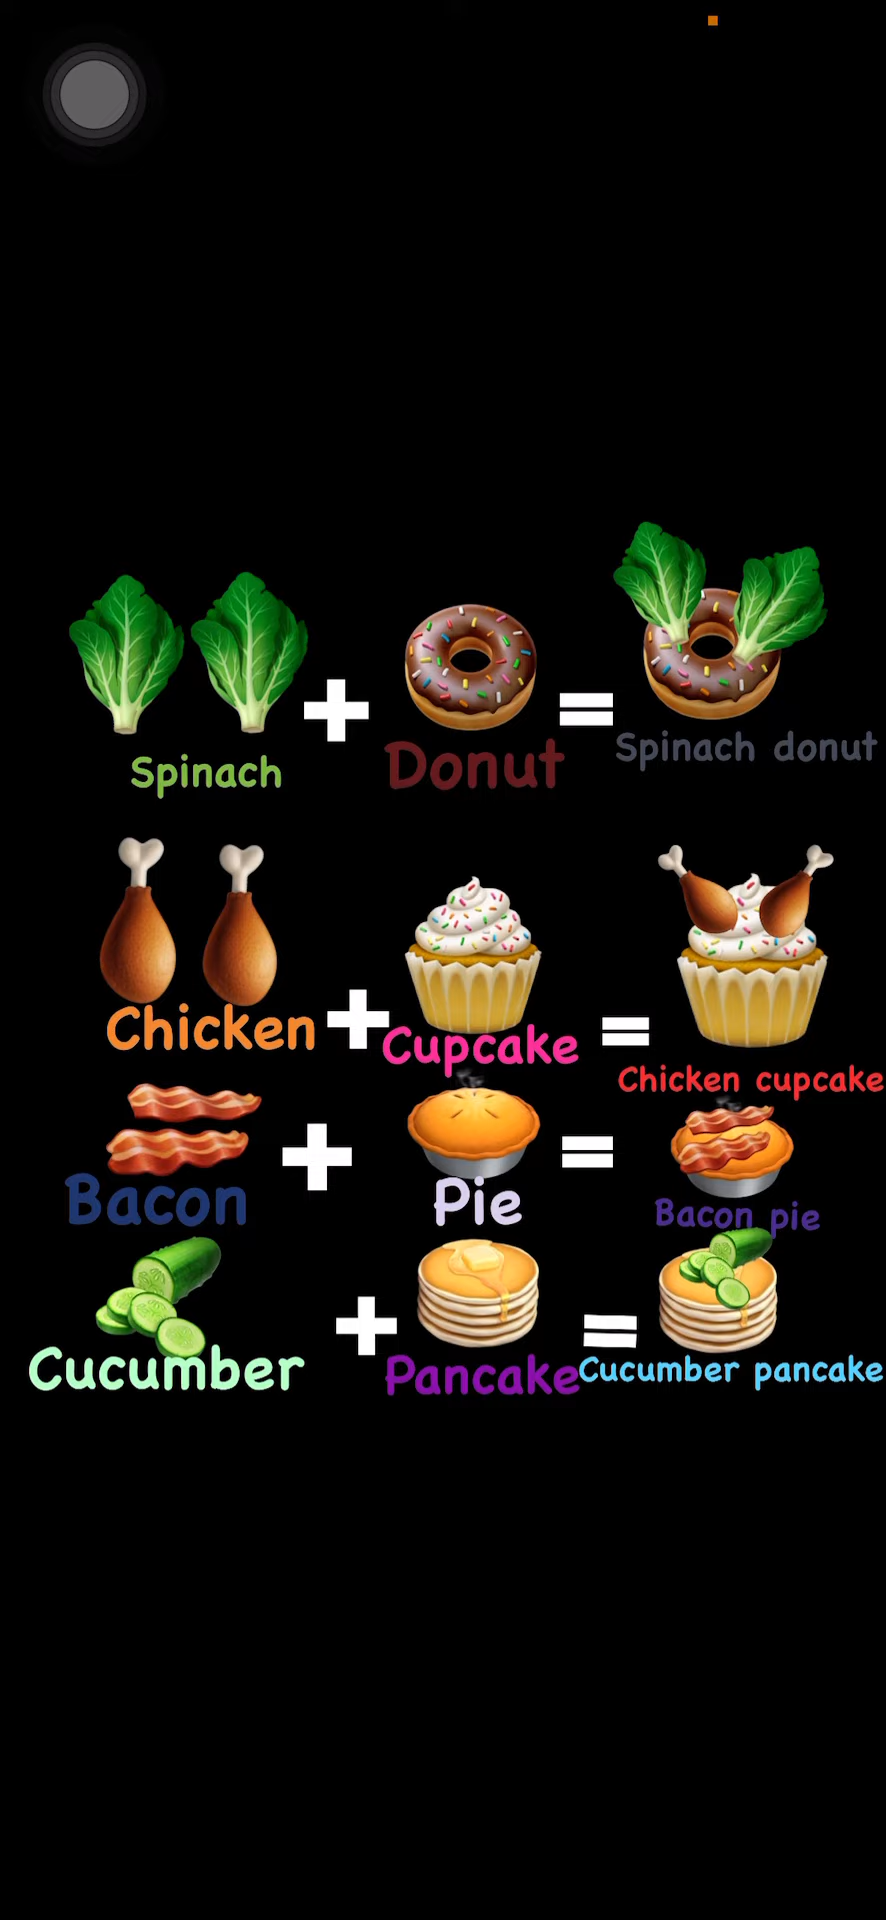 Spinach + Donut = Spinach donut
Chicken + Cupcake = Chicken cupcake
Bacon + Pie = Bacon pie
Cucumber + Pancake = Cucumber pancake